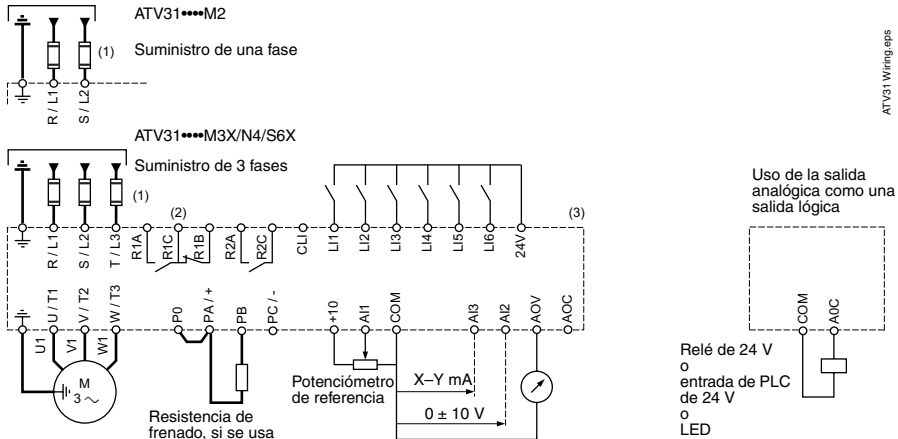 ATV31••••M2
(1)
Suministro de una fase
R / L1
S / L2
ATV31••••M3X/N4/S6X
Suministro de 3 fases
(1)
(2)
(3)
R / L1
S / L2
T / L3
R1A
R1C
R1B
R2A
R2C
CLI
LI1
LI2
LI3
LI4
LI5
LI6
24V
U / T1
V / T2
W / T3
P0
PA / +
PB
PC / -
+10
AI1
COM
AI3
AI2
AOV
AOC
U1
V1
W1
M
3 ~
Resistencia de
frenado, si se usa
Potenciómetro
de referencia
X–Y mA
0 ± 10 V
ATV31 Wiring.eps
Uso de la salida
analógica como una
salida lógica
COM
A0C
Relé de 24 V
o
entrada de PLC
de 24 V
o
LED